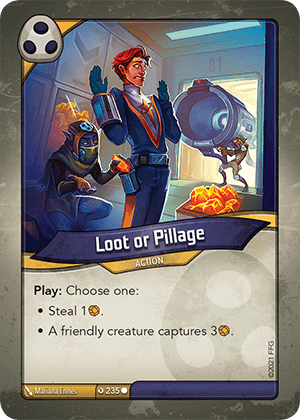 01
Loot or Pillage
ACTION
Play: Choose one:
• Steal 1.
• A friendly creature captures 3.
Mariana Ennes
235
©2021 FFG